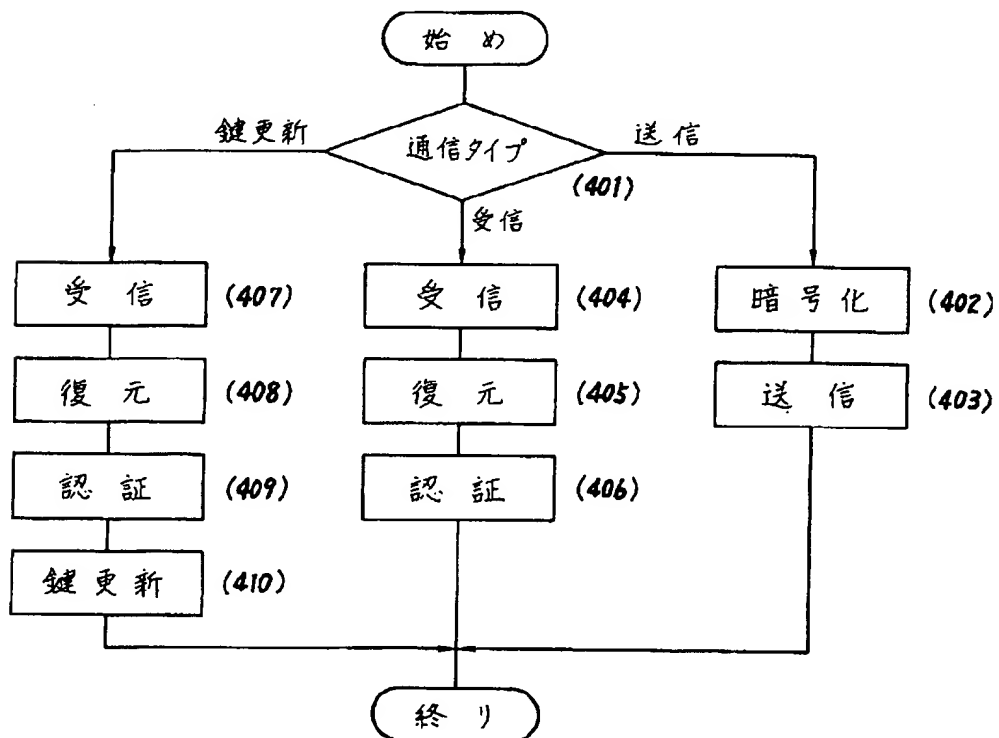 始め
鍵更新
通信タイプ
送信
(401)
受信
受信
(407)
受信
(404)
暗号化
(402)
復元
(408)
復元
(405)
送信
(403)
認証
(409)
認証
(406)
鍵更新
(410)
終り